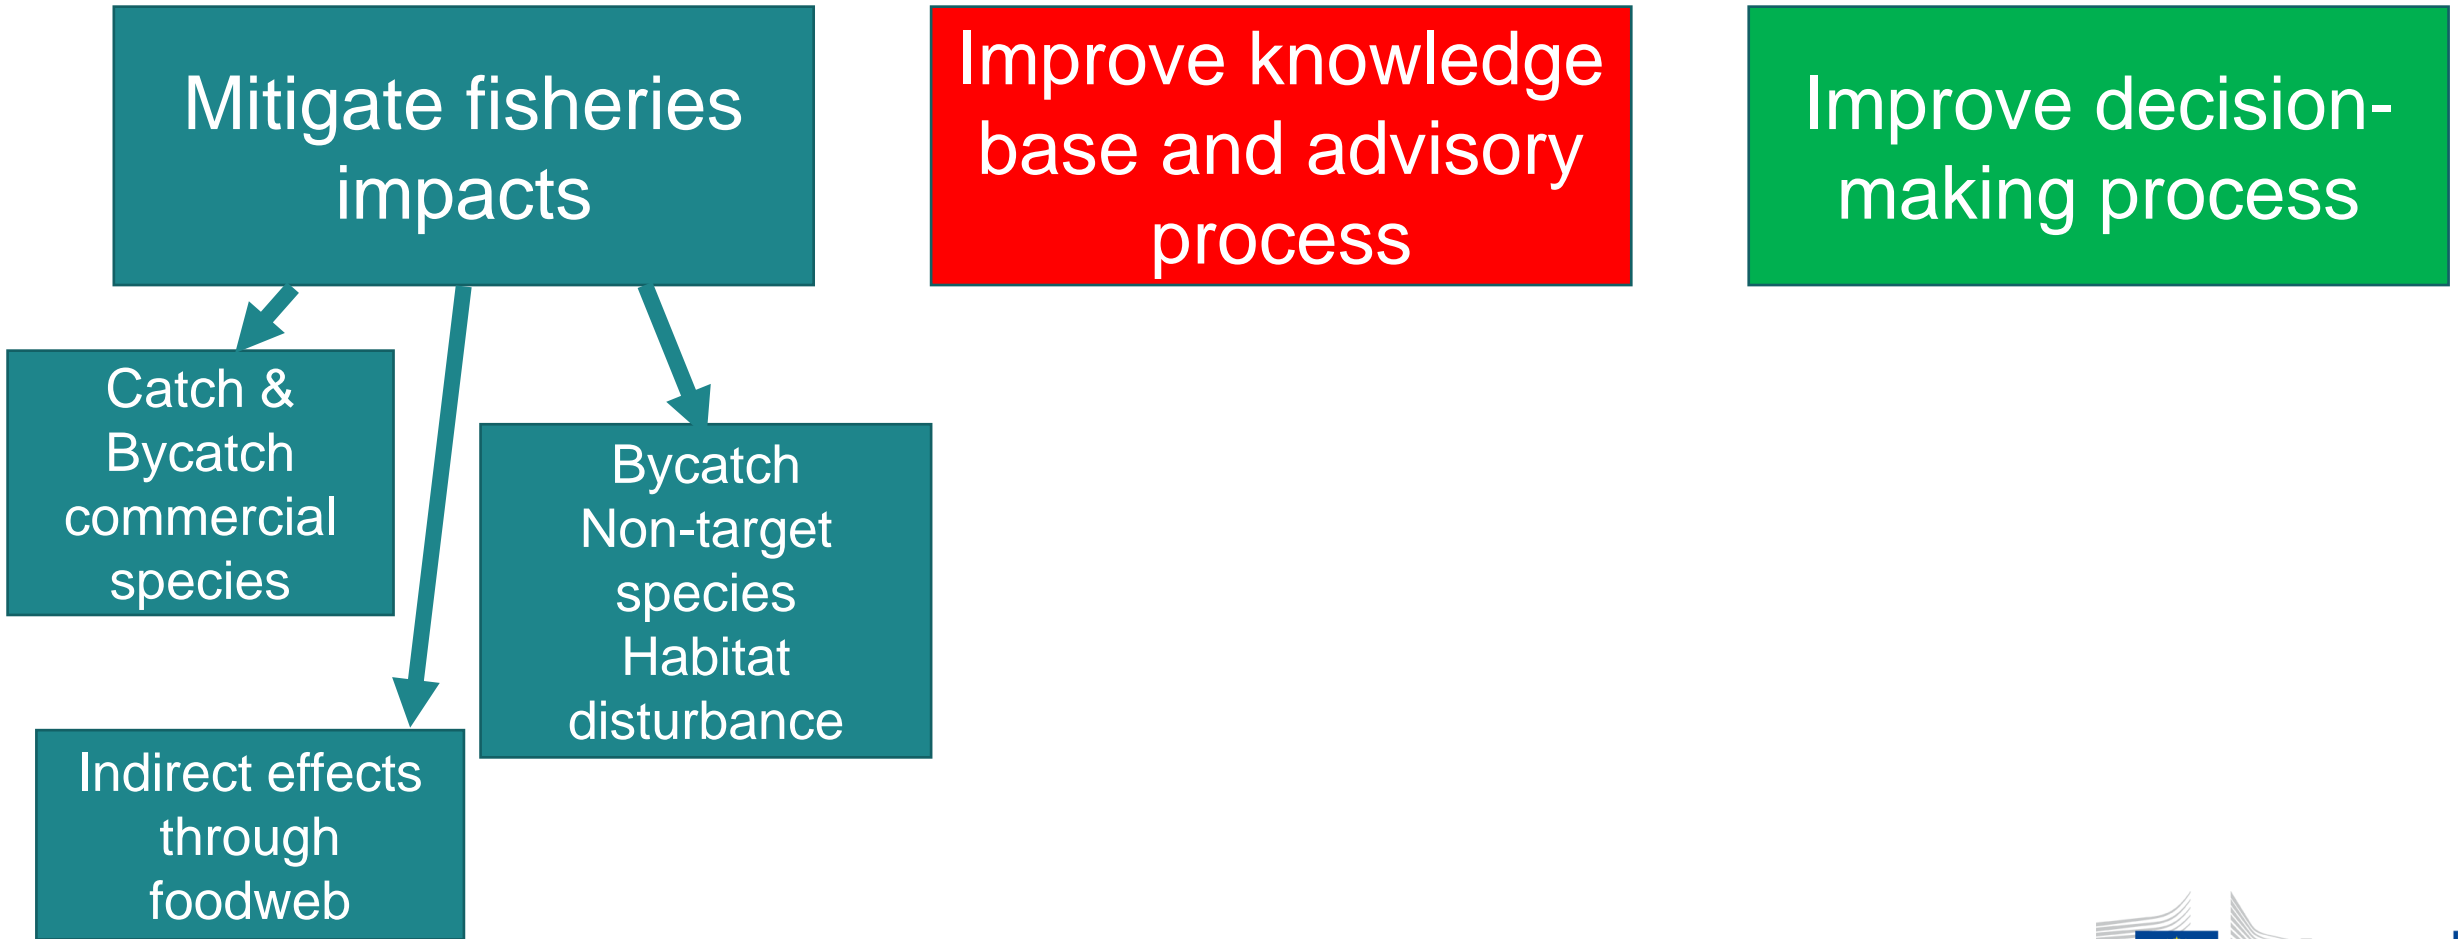 Mitigate fisheries
impacts
Improve knowledge
base and advisory
process
Improve decision-
making process
Catch &
Bycatch
commercial
species
Bycatch
Non-target
species
Habitat
disturbance
Indirect effects
through
foodweb